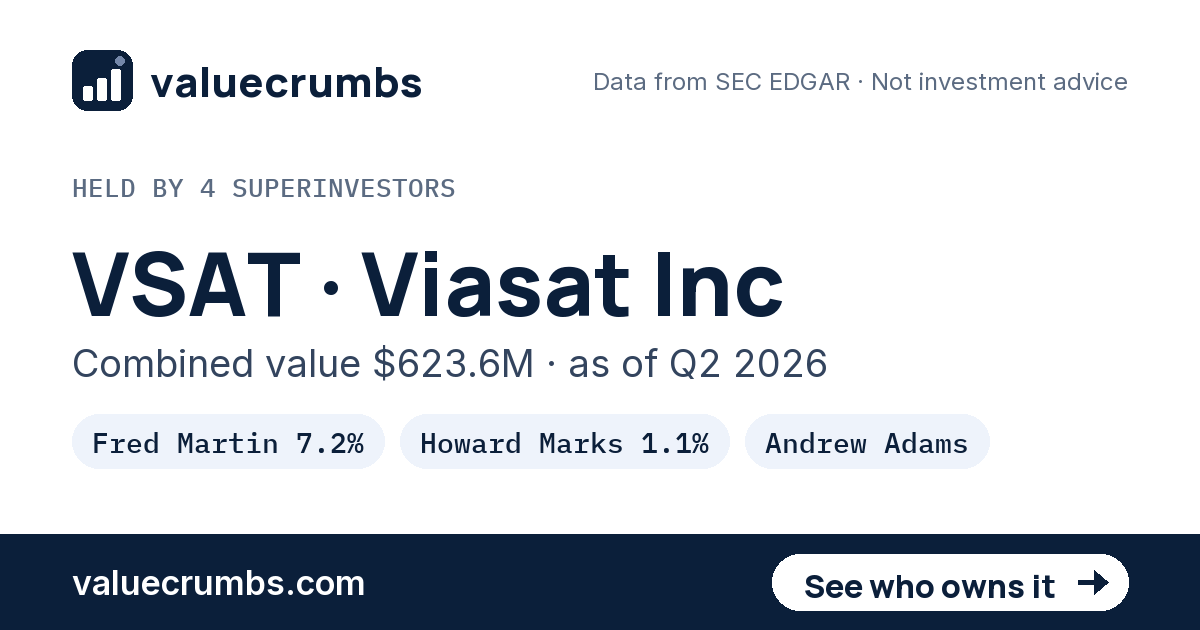 valuecrumbs
Data from SEC EDGAR · Not investment advice
HELD BY 4 SUPERINVESTORS
VSAT · Viasat Inc
Combined value $623.6M · as of Q2 2026
Fred Martin 7.2%
Howard Marks 1.1%
Andrew Adams
valuecrumbs.com
See who owns it →